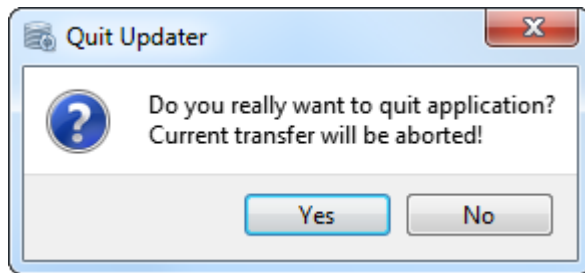 Quit Updater
Do you really want to quit application?
Current transfer will be aborted!
Yes
No